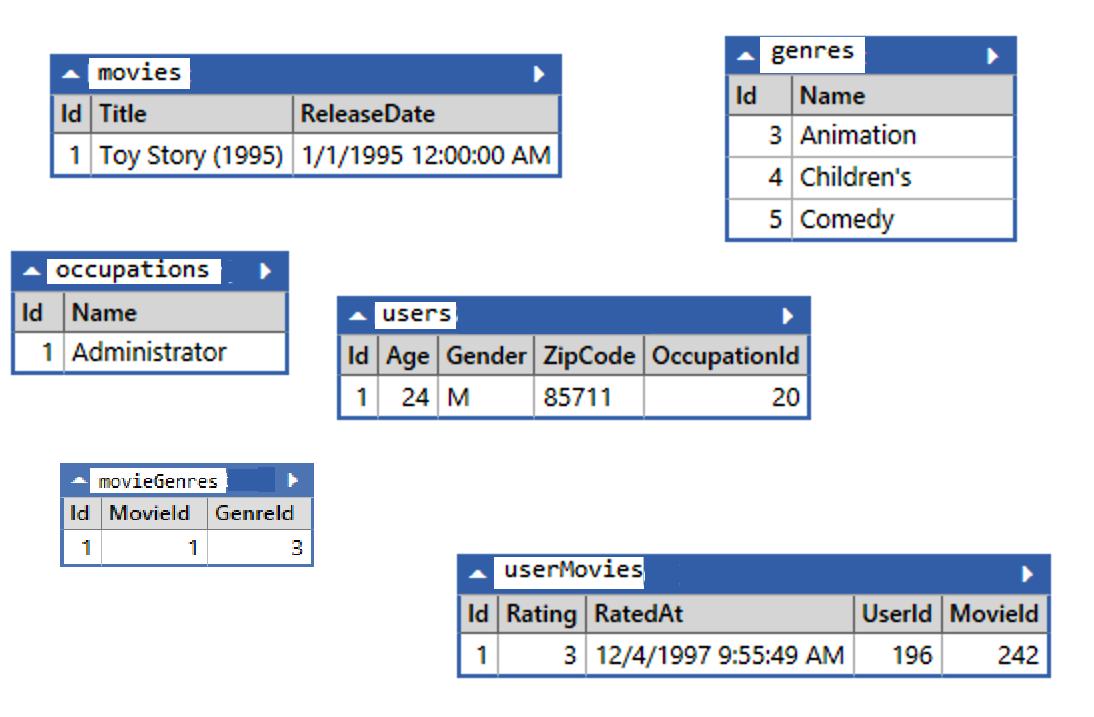 movies
Id Title ReleaseDate
1 Toy Story (1995) 1/1/1995 12:00:00 AM
genres
Id Name
3 Animation
4 Children's
5 Comedy
occupations
Id Name
1 Administrator
users
Id Age Gender ZipCode OccupationId
1 24 M 85711 20
movieGenres
Id MovieId GenreId
1 1 3
userMovies
Id Rating RatedAt UserId MovieId
1 3 12/4/1997 9:55:49 AM 196 242